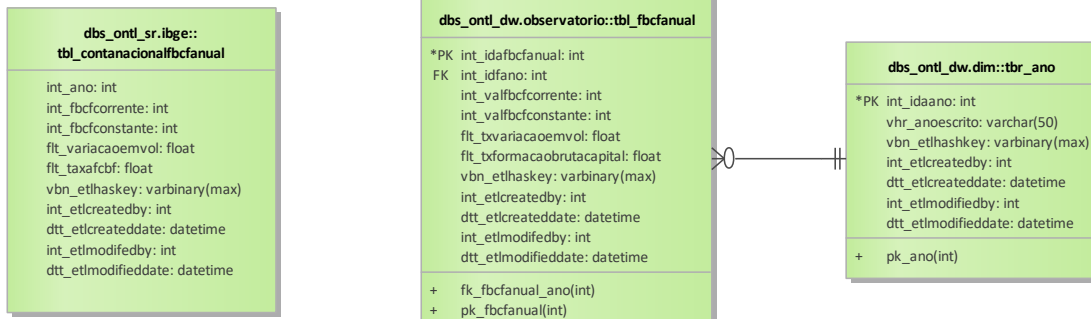 dbs_ontl_sr.ibge::
tbl_contanacionalfbcfanual
int_ano: int
int_fbcfcorrente: int
int_fbcfconstante: int
flt_variacaoemvol: float
flt_taxafcbf: float
vbn_etlhaskey: varbinary(max)
int_etlcreatedby: int
dtt_etlcreateddate: datetime
int_etlmodifedby: int
dtt_etlmodifieddate: datetime
dbs_ontl_dw.observatorio::tbl_fbcfanual
*PK int_idafbcfanual: int
FK int_idfano: int
int_valfbcfcorrente: int
int_valfbcfconstante: int
flt_txvariacaoemvol: float
flt_txformacaobrutacapital: float
vbn_etlhaskey: varbinary(max)
int_etlcreatedby: int
dtt_etlcreateddate: datetime
int_etlmodifedby: int
dtt_etlmodifieddate: datetime
+ fk_fbcfanual_ano(int)
+ pk_fbcfanual(int)
dbs_ontl_dw.dim::tbr_ano
*PK int_idaano: int
vhr_anoescrito: varchar(50)
vbn_etlhashkey: varbinary(max)
int_etlcreatedby: int
dtt_etlcreateddate: datetime
int_etlmodifiedby: int
dtt_etlmodifieddate: datetime
+ pk_ano(int)